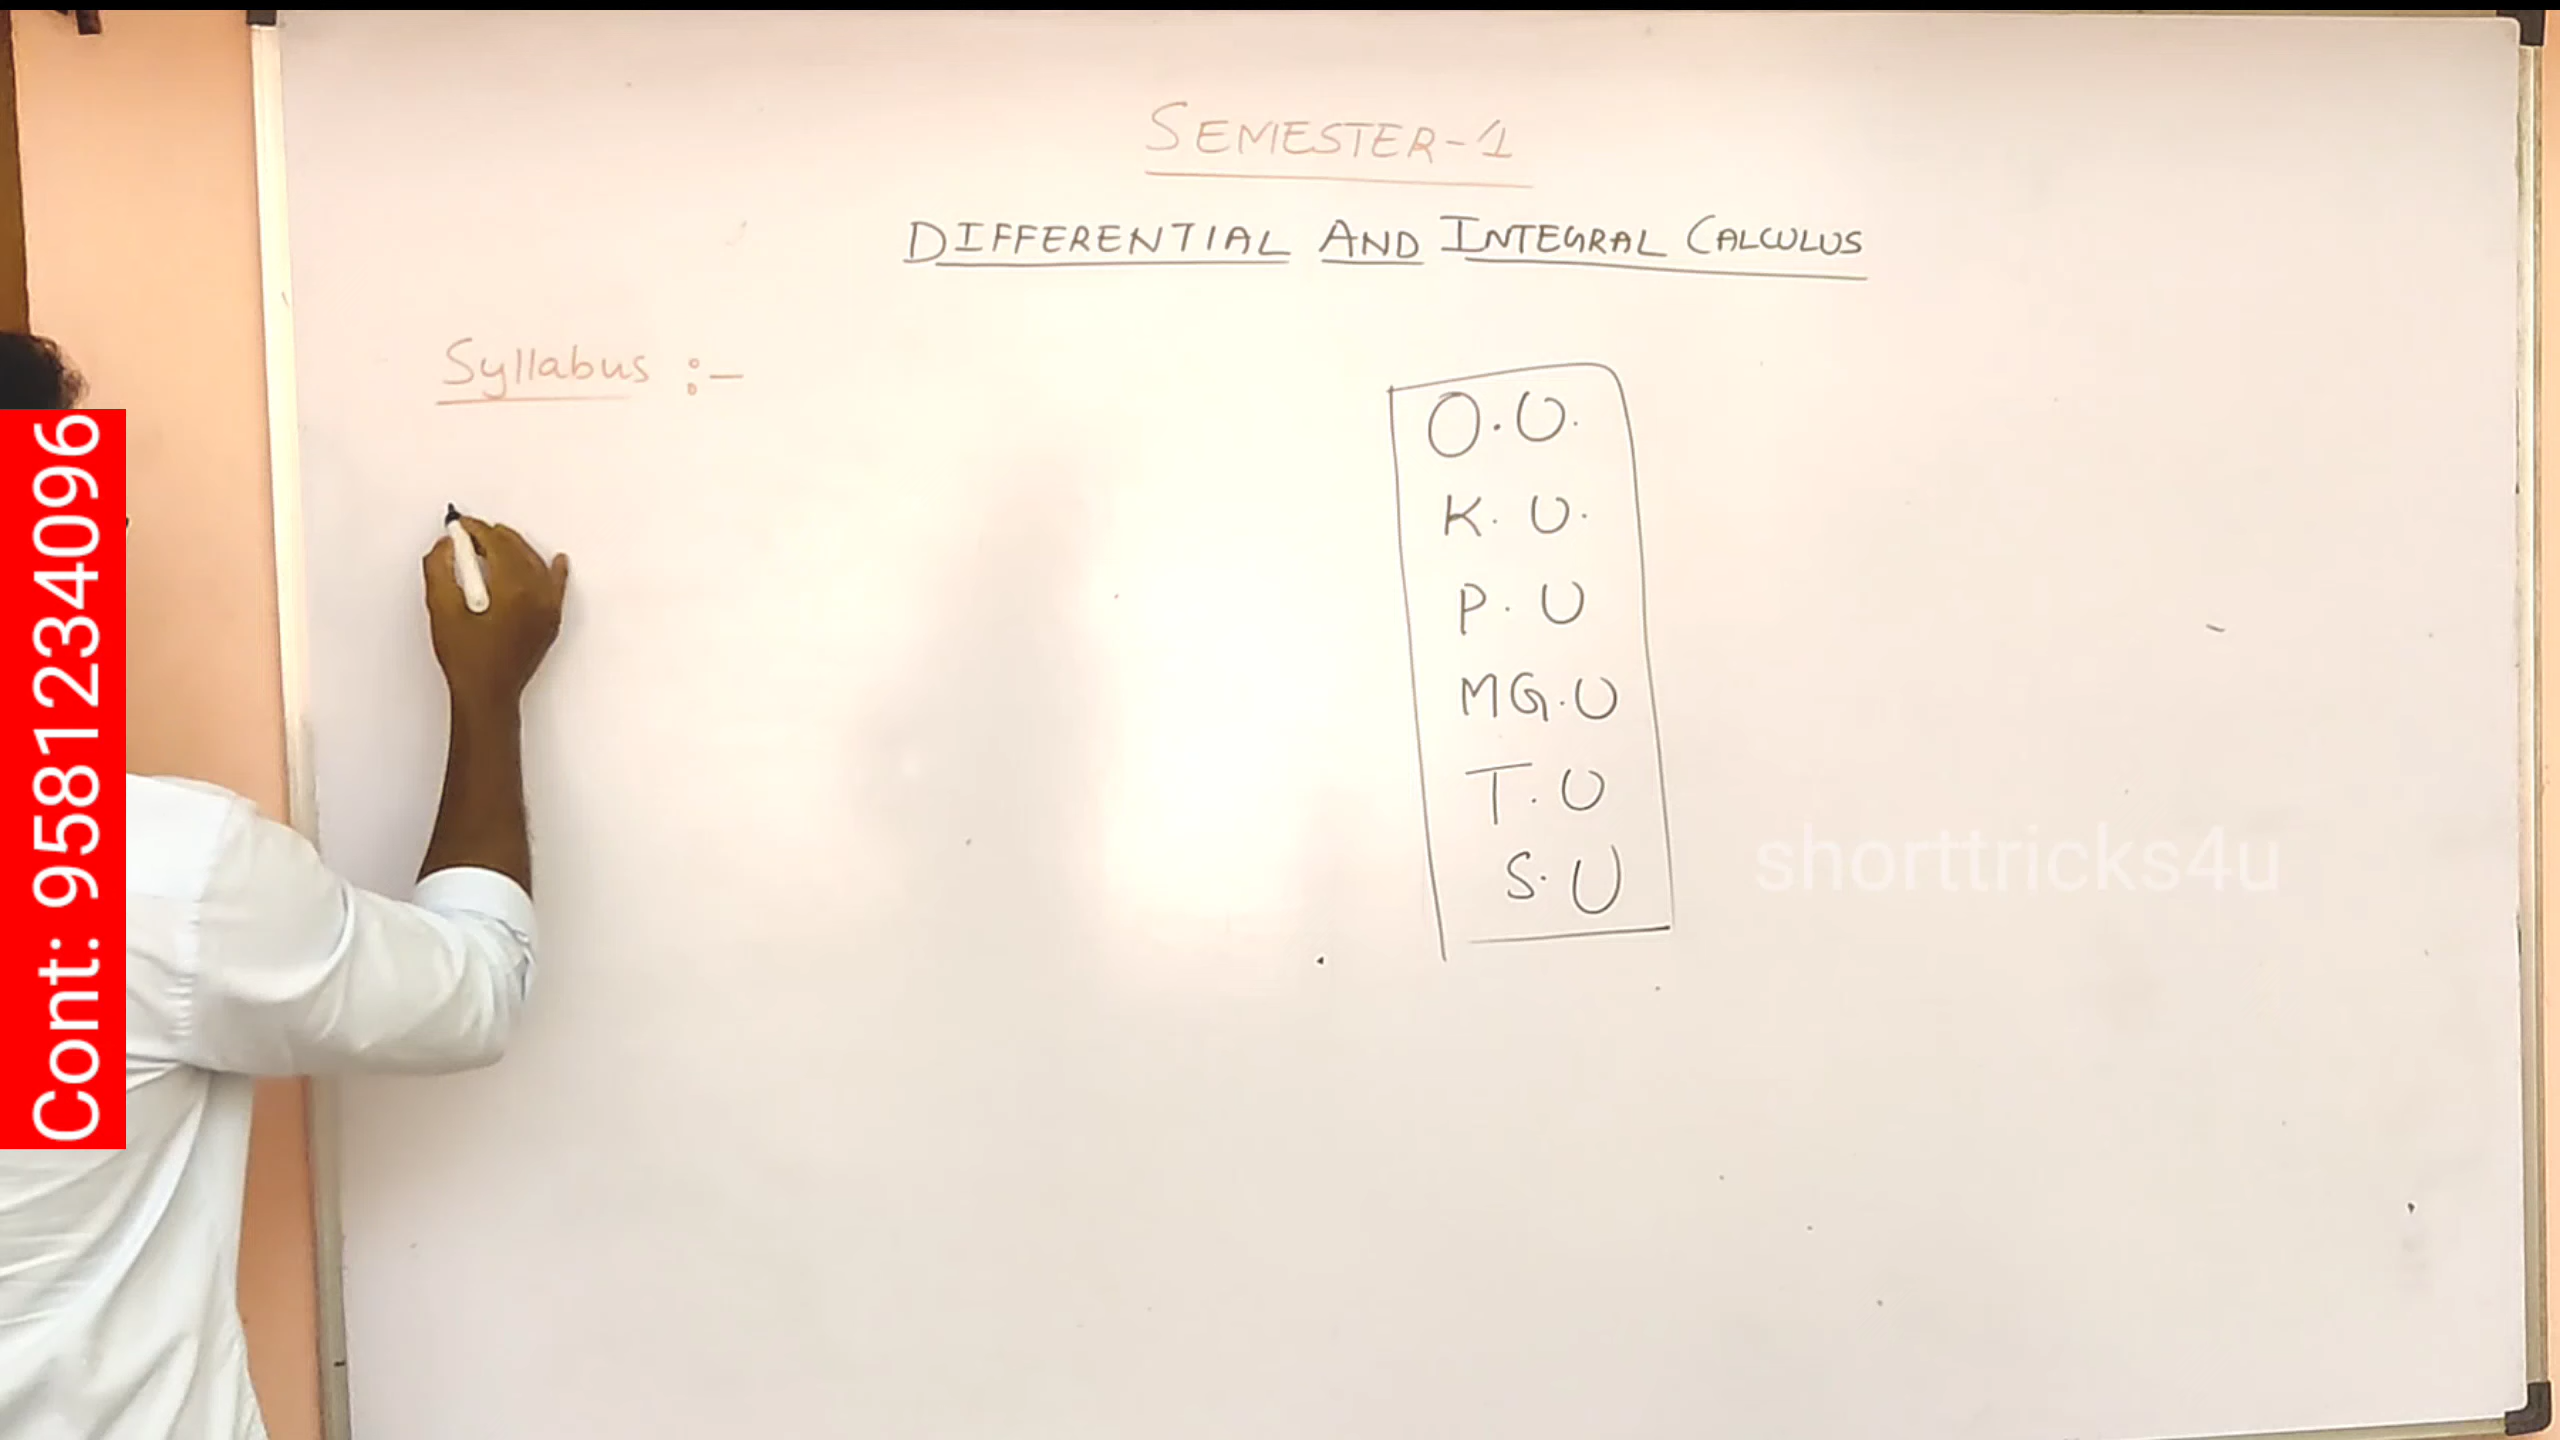 SEMESTER-1
DIFFERENTIAL AND INTEGRAL CALCULUS
Syllabus :-
O.U.
K.U.
P.U
MG.U
T.U
S.U
shorttricks4u
Cont: 9581234096